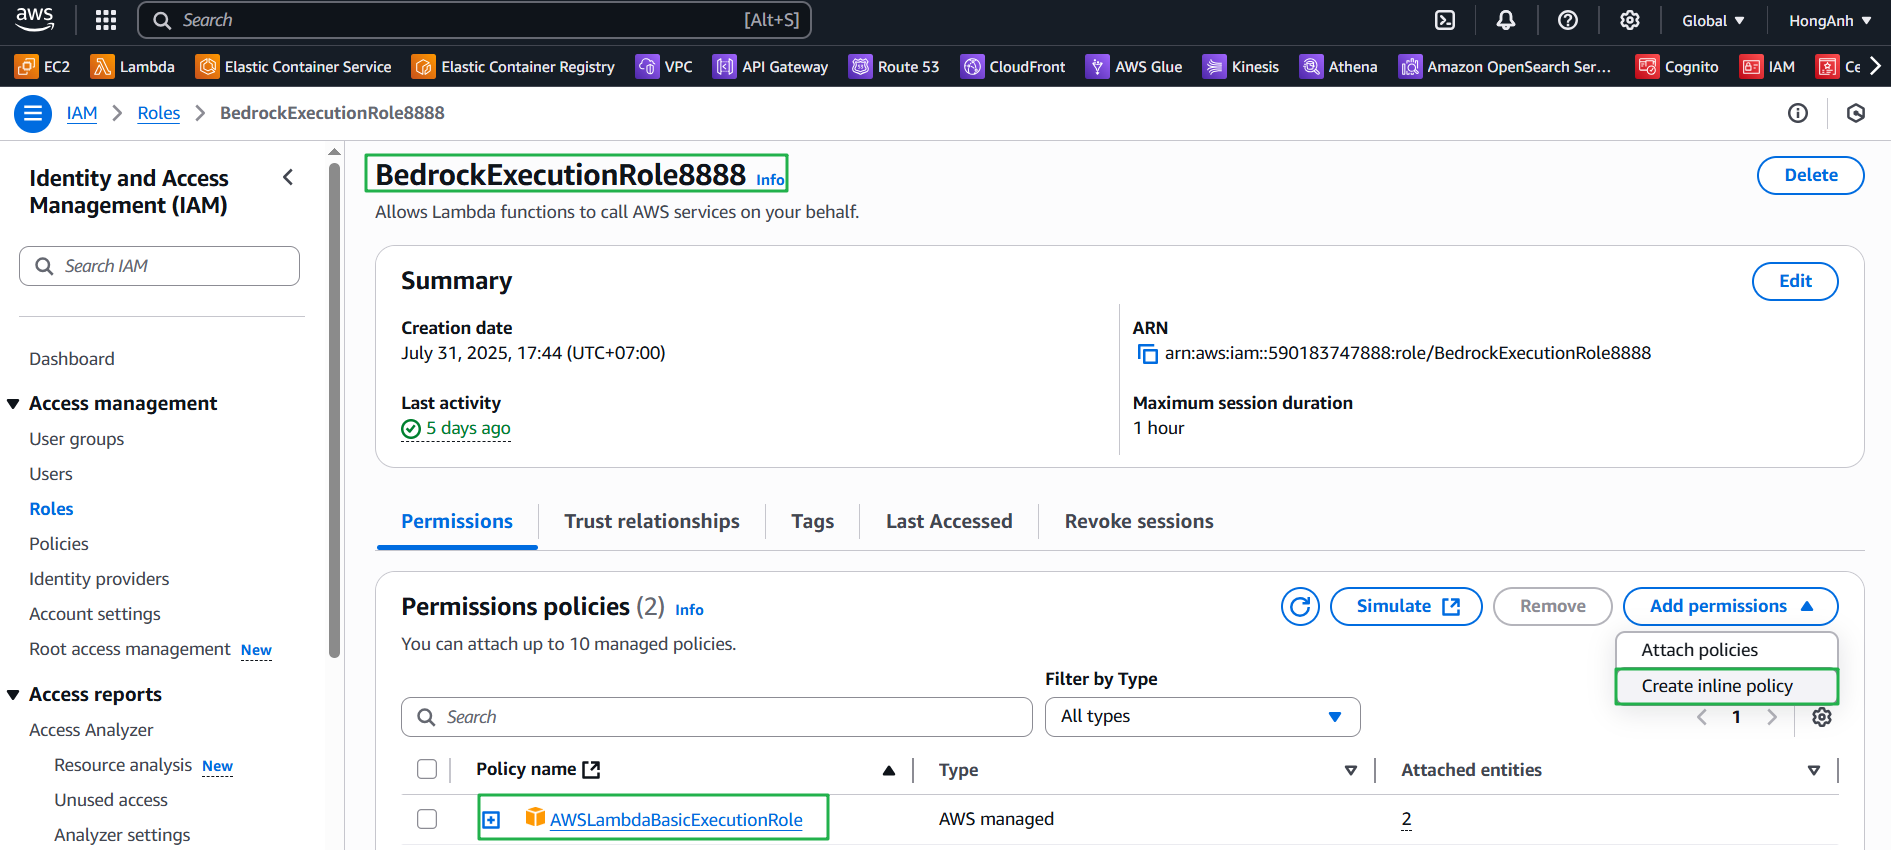 aws
Search [Alt+S] Global HongAnh
EC2 Lambda Elastic Container Service Elastic Container Registry VPC API Gateway Route 53 CloudFront AWS Glue Kinesis Athena Amazon OpenSearch Ser... Cognito IAM Ce
IAM Roles BedrockExecutionRole8888
Identity and Access
Management (IAM)
Search IAM
Dashboard
Access management
User groups
Users
Roles
Policies
Identity providers
Account settings
Root access management New
Access reports
Access Analyzer
Resource analysis New
Unused access
Analyzer settings
BedrockExecutionRole8888 Info
Delete
Allows Lambda functions to call AWS services on your behalf.
Summary
Edit
Creation date
July 31, 2025, 17:44 (UTC+07:00)
ARN
arn:aws:iam::590183747888:role/BedrockExecutionRole8888
Last activity
5 days ago
Maximum session duration
1 hour
Permissions Trust relationships Tags Last Accessed Revoke sessions
Permissions policies (2) Info
Simulate Remove Add permissions
You can attach up to 10 managed policies.
Attach policies
Create inline policy
Filter by Type
Search All types 1
Policy name Type Attached entities
AWSLambdaBasicExecutionRole AWS managed 2